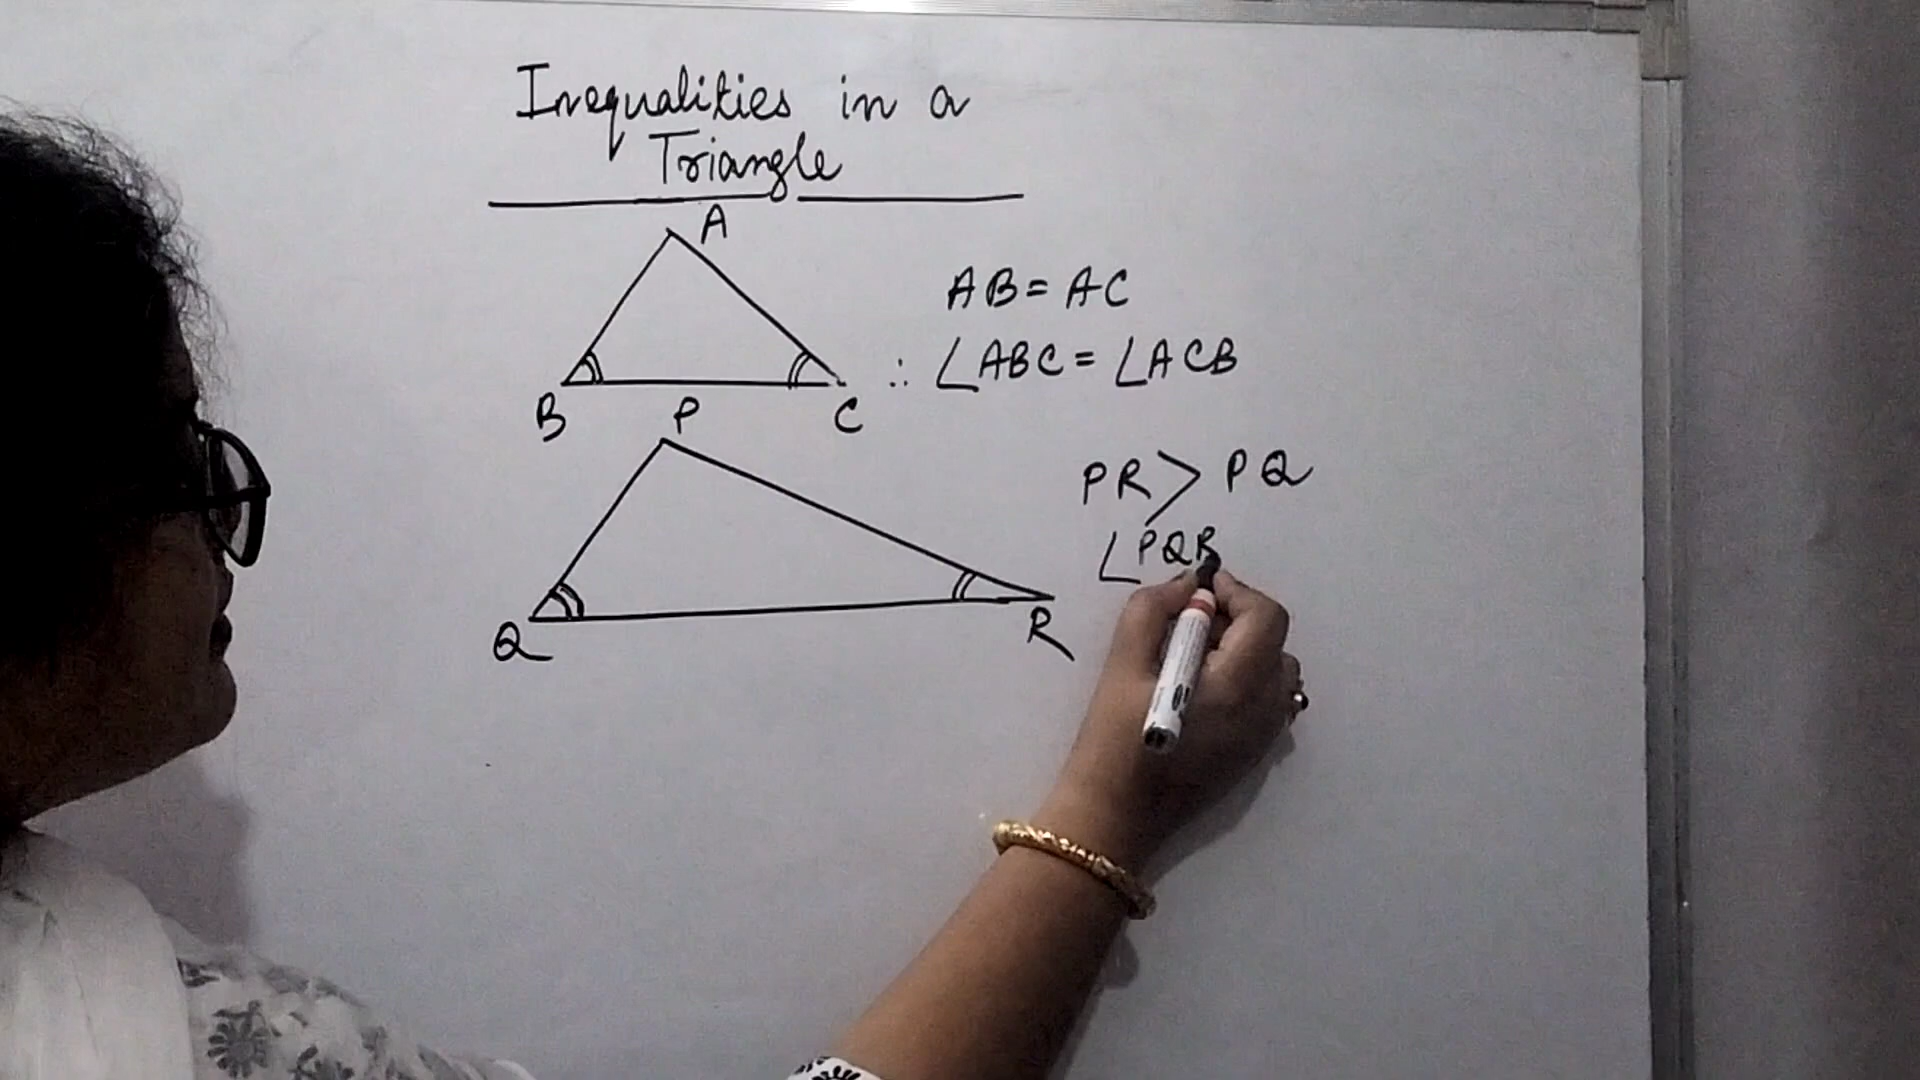 Inequalities in a
Triangle
A
AB = AC
∴ ∠ABC = ∠ACB
B
P
C
PR > PQ
∠PQR
Q
R